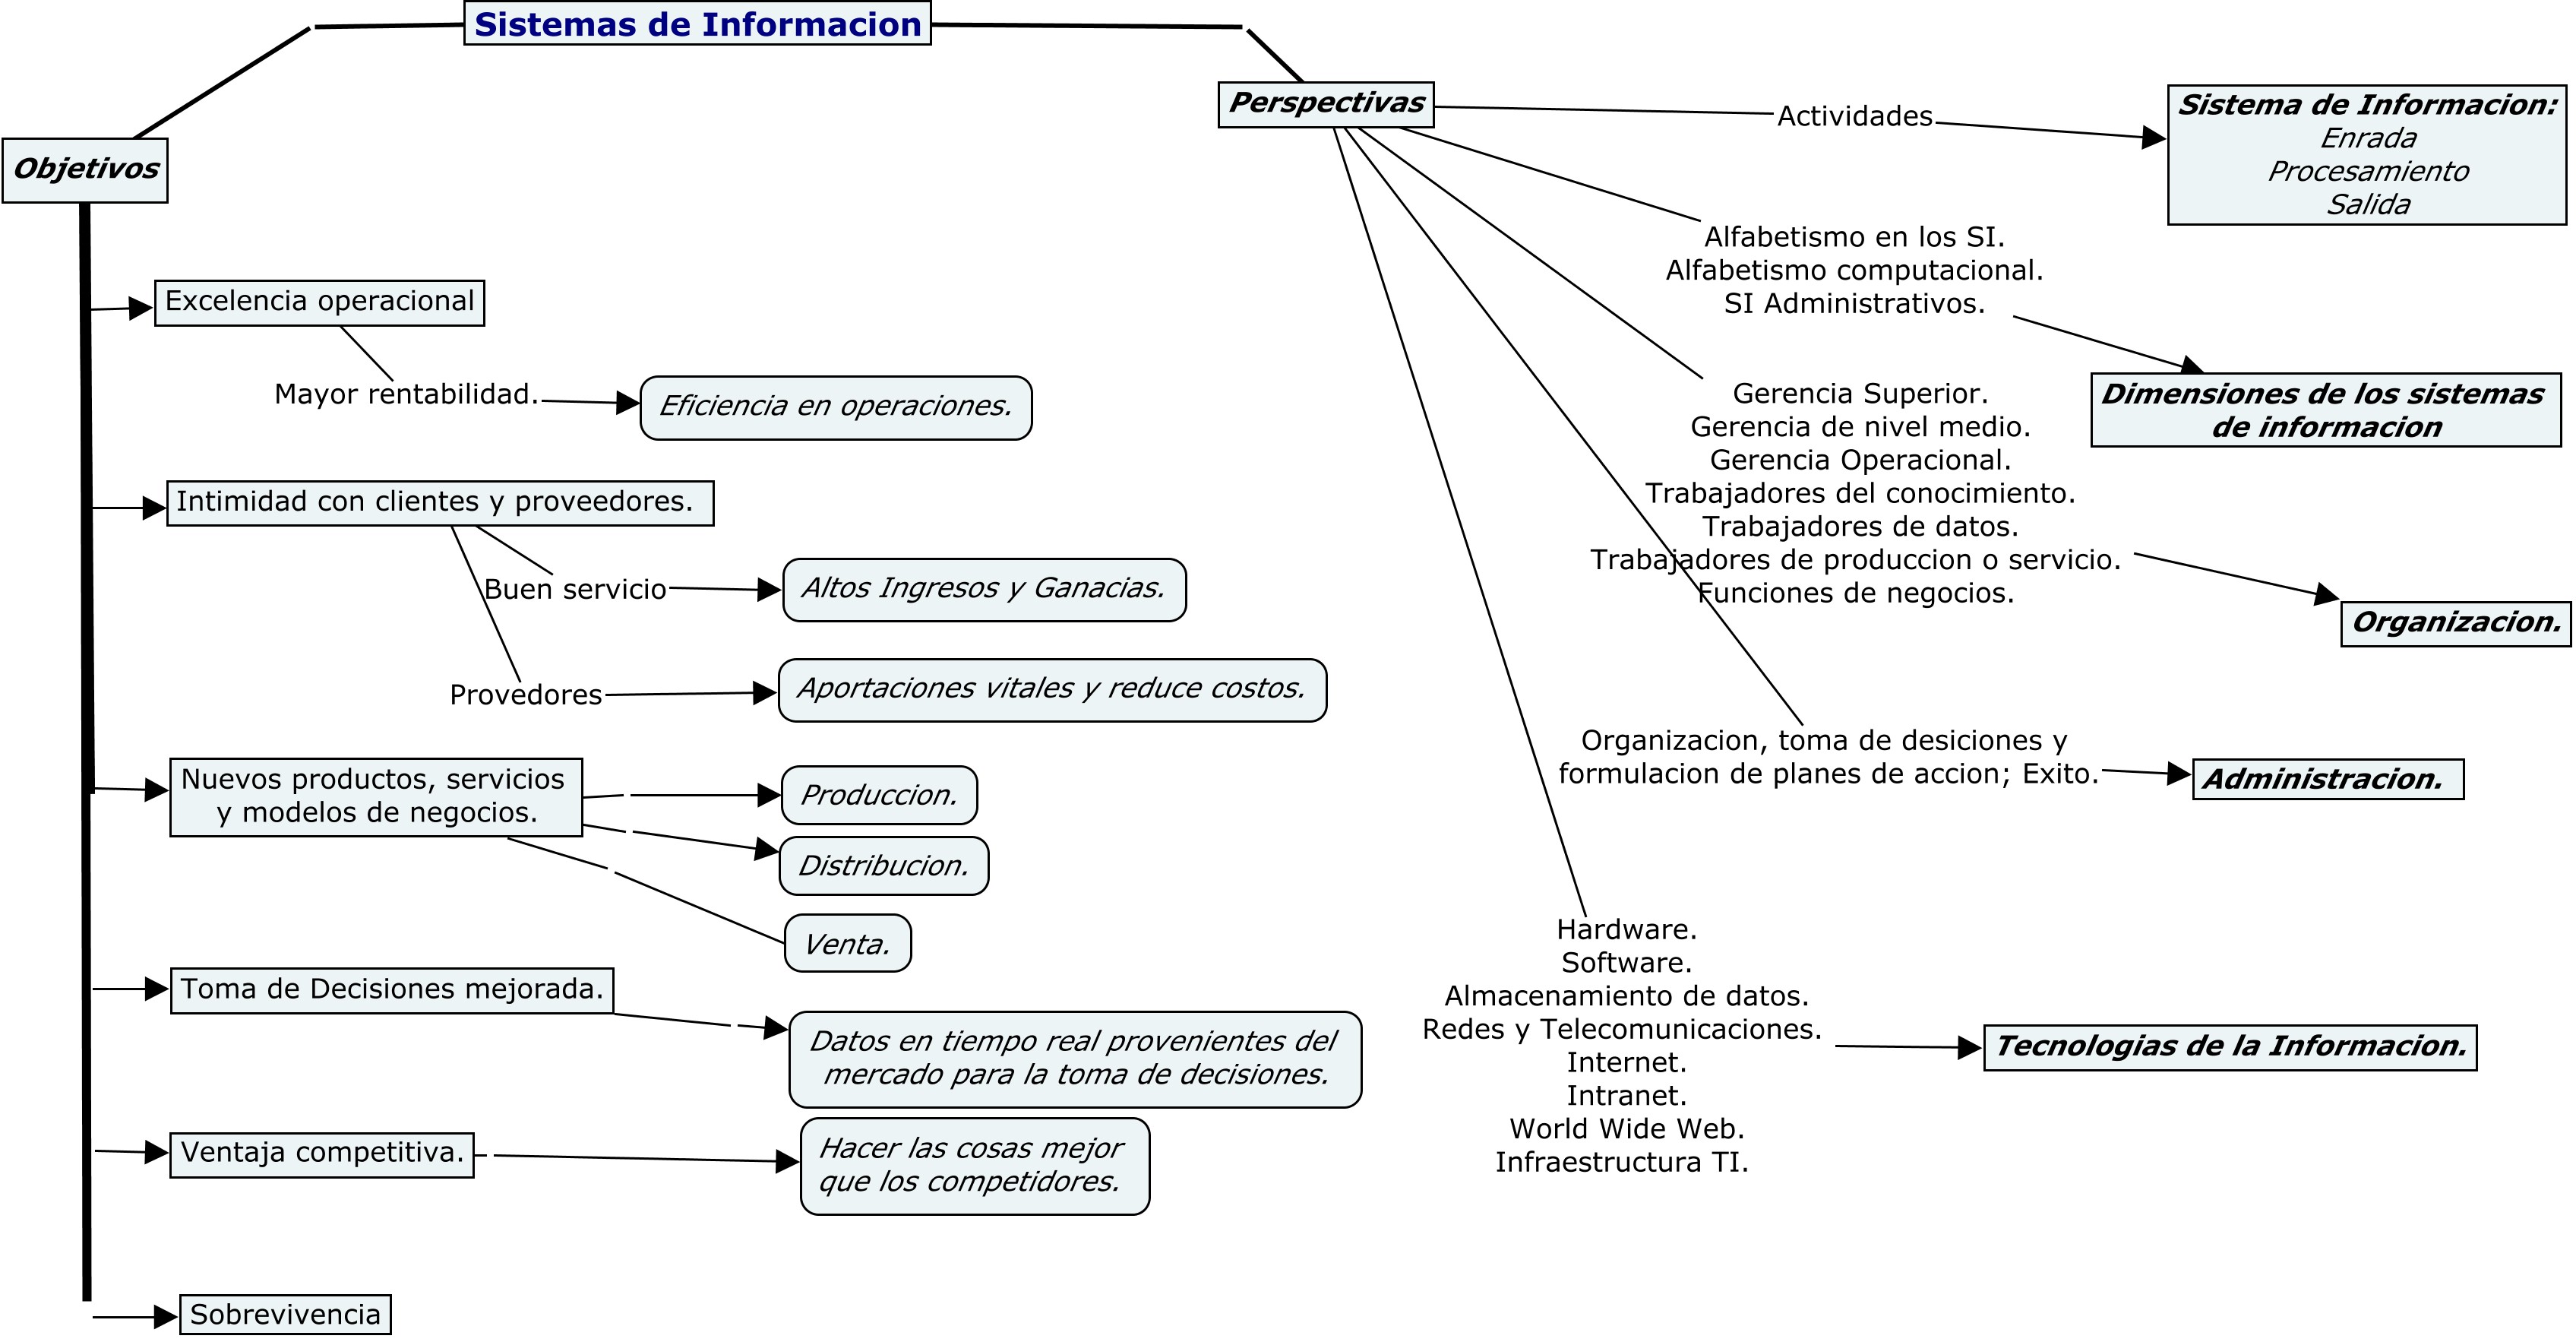 Sistemas de Informacion
Objetivos
Excelencia operacional
Mayor rentabilidad.
Eficiencia en operaciones.
Intimidad con clientes y proveedores.
Buen servicio
Altos Ingresos y Ganacias.
Provedores
Aportaciones vitales y reduce costos.
Nuevos productos, servicios
y modelos de negocios.
Produccion.
Distribucion.
Venta.
Toma de Decisiones mejorada.
Datos en tiempo real provenientes del
mercado para la toma de decisiones.
Ventaja competitiva.
Hacer las cosas mejor
que los competidores.
Sobrevivencia
Perspectivas
Actividades
Sistema de Informacion:
Enrada
Procesamiento
Salida
Alfabetismo en los SI.
Alfabetismo computacional.
SI Administrativos.
Dimensiones de los sistemas
de informacion
Gerencia Superior.
Gerencia de nivel medio.
Gerencia Operacional.
Trabajadores del conocimiento.
Trabajadores de datos.
Trabajadores de produccion o servicio.
Funciones de negocios.
Organizacion.
Organizacion, toma de desiciones y
formulacion de planes de accion; Exito.
Administracion.
Hardware.
Software.
Almacenamiento de datos.
Redes y Telecomunicaciones.
Internet.
Intranet.
World Wide Web.
Infraestructura TI.
Tecnologias de la Informacion.